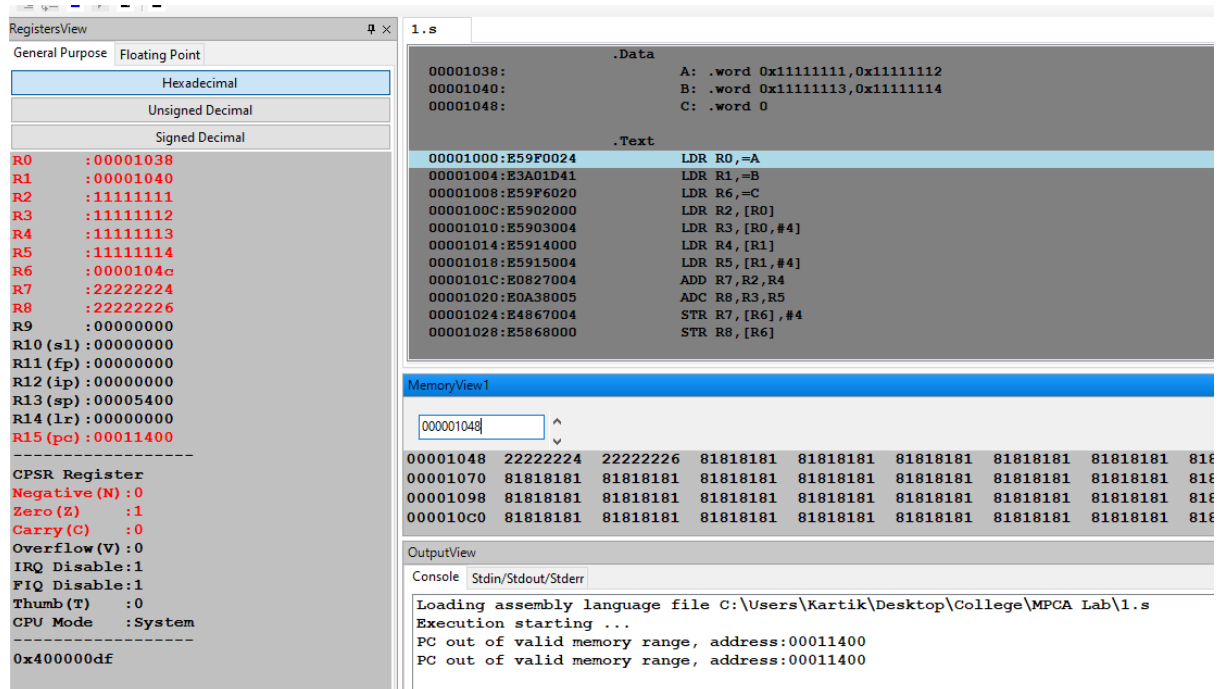 RegistersView
General Purpose Floating Point
Hexadecimal
Unsigned Decimal
Signed Decimal
R0 :00001038
R1 :00001040
R2 :11111111
R3 :11111112
R4 :11111113
R5 :11111114
R6 :0000104c
R7 :22222224
R8 :22222226
R9 :00000000
R10(sl):00000000
R11(fp):00000000
R12(ip):00000000
R13(sp):00005400
R14(lr):00000000
R15(pc):00011400
--------------------
CPSR Register
Negative(N):0
Zero(Z) :1
Carry(C) :0
Overflow(V):0
IRQ Disable:1
FIQ Disable:1
Thumb(T) :0
CPU Mode :System
--------------------
0x400000df
1.s
.Data
00001038: A: .word 0x11111111,0x11111112
00001040: B: .word 0x11111113,0x11111114
00001048: C: .word 0
.Text
00001000:E59F0024 LDR R0,=A
00001004:E3A01D41 LDR R1,=B
00001008:E59F6020 LDR R6,=C
0000100C:E5902000 LDR R2,[R0]
00001010:E5903004 LDR R3,[R0,#4]
00001014:E5914000 LDR R4,[R1]
00001018:E5915004 LDR R5,[R1,#4]
0000101C:E0827004 ADD R7,R2,R4
00001020:E0A38005 ADC R8,R3,R5
00001024:E4867004 STR R7,[R6],#4
00001028:E5868000 STR R8,[R6]
MemoryView1
000001048
00001048 22222224 22222226 81818181 81818181 81818181 81818181 81818181 818
00001070 81818181 81818181 81818181 81818181 81818181 81818181 81818181 818
00001098 81818181 81818181 81818181 81818181 81818181 81818181 81818181 818
000010C0 81818181 81818181 81818181 81818181 81818181 81818181 81818181 818
OutputView
Console Stdin/Stdout/Stderr
Loading assembly language file C:\Users\Kartik\Desktop\College\MPCA Lab\1.s
Execution starting ...
PC out of valid memory range, address:00011400
PC out of valid memory range, address:00011400